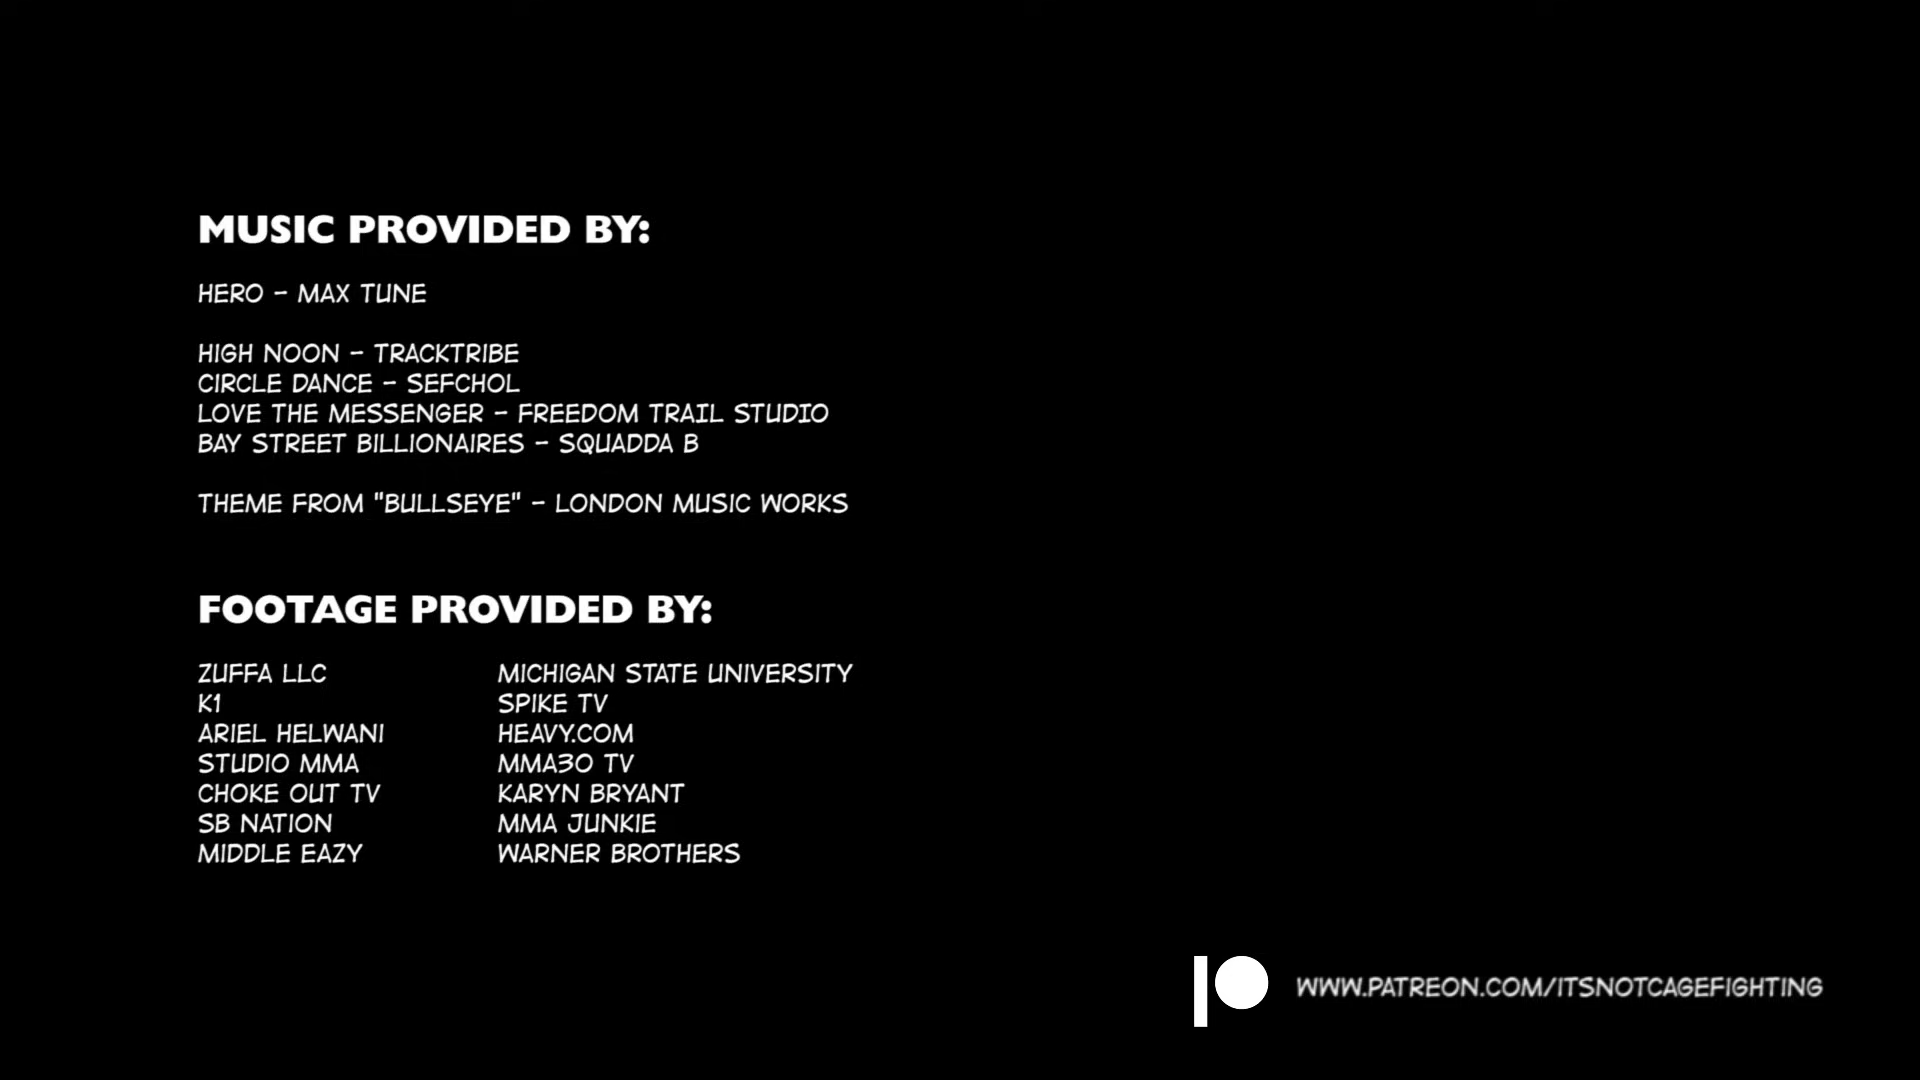 MUSIC PROVIDED BY:
HERO - MAX TUNE
HIGH NOON - TRACKTRIBE
CIRCLE DANCE - SEFCHOL
LOVE THE MESSENGER - FREEDOM TRAIL STUDIO
BAY STREET BILLIONAIRES - SQUADDA B
THEME FROM "BULLSEYE" - LONDON MUSIC WORKS
FOOTAGE PROVIDED BY:
ZUFFA LLC
K1
ARIEL HELWANI
STUDIO MMA
CHOKE OUT TV
SB NATION
MIDDLE EAZY
MICHIGAN STATE UNIVERSITY
SPIKE TV
HEAVY.COM
MMA30 TV
KARYN BRYANT
MMA JUNKIE
WARNER BROTHERS
WWW.PATREON.COM/ITSNOTCAGEFIGHTING